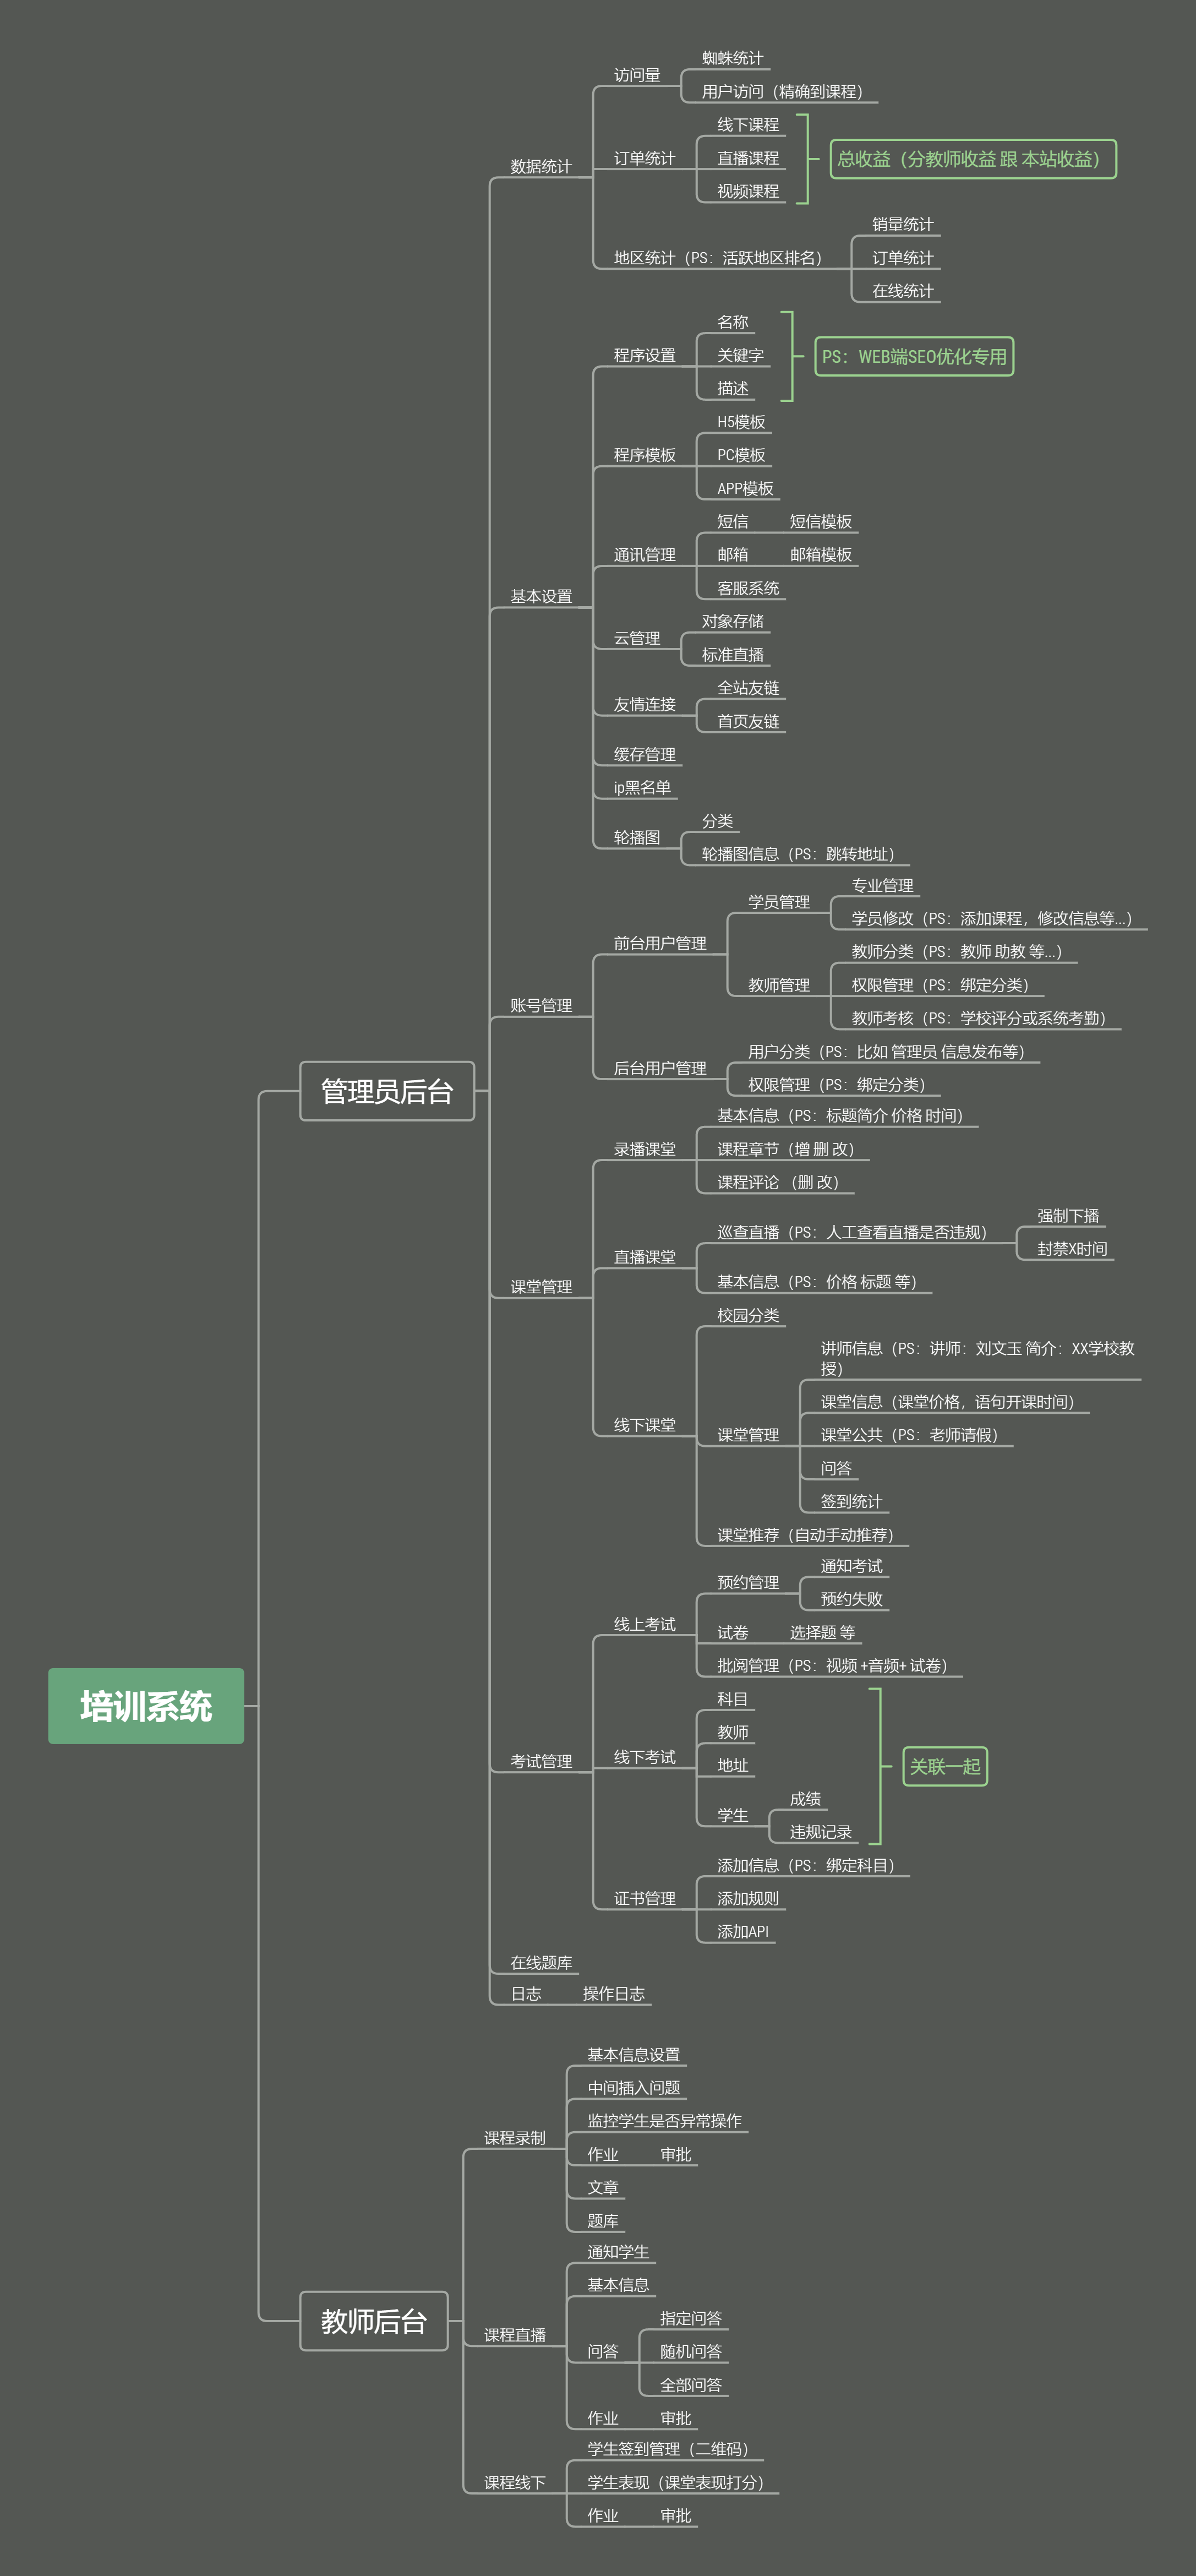 培训系统
管理员后台
数据统计
访问量
蜘蛛统计
用户访问（精确到课程）
订单统计
线下课程
直播课程
视频课程
总收益（分教师收益 跟 本站收益）
地区统计（PS：活跃地区排名）
销量统计
订单统计
在线统计
基本设置
程序设置
名称
关键字
描述
PS：WEB端SEO优化专用
程序模板
H5模板
PC模板
APP模板
通讯管理
短信
短信模板
邮箱
邮箱模板
客服系统
云管理
对象存储
标准直播
友情连接
全站友链
首页友链
缓存管理
ip黑名单
轮播图
分类
轮播图信息（PS：跳转地址）
账号管理
前台用户管理
学员管理
专业管理
学员修改（PS：添加课程，修改信息等...）
教师管理
教师分类（PS：教师 助教 等...）
权限管理（PS：绑定分类）
教师考核（PS：学校评分或系统考勤）
后台用户管理
用户分类（PS：比如 管理员 信息发布等）
权限管理（PS：绑定分类）
课堂管理
录播课堂
基本信息（PS：标题简介 价格 时间）
课程章节（增 删 改）
课程评论 （删 改）
直播课堂
巡查直播（PS：人工查看直播是否违规）
强制下播
封禁X时间
基本信息（PS：价格 标题 等）
线下课堂
校园分类
课堂管理
讲师信息（PS：讲师：刘文玉 简介：XX学校教
授）
课堂信息（课堂价格，语句开课时间）
课堂公共（PS：老师请假）
问答
签到统计
课堂推荐（自动手动推荐）
考试管理
线上考试
预约管理
通知考试
预约失败
试卷
选择题 等
批阅管理（PS：视频 +音频+ 试卷）
线下考试
科目
教师
地址
学生
成绩
违规记录
关联一起
证书管理
添加信息（PS：绑定科目）
添加规则
添加API
在线题库
日志
操作日志
教师后台
课程录制
基本信息设置
中间插入问题
监控学生是否异常操作
作业
审批
文章
题库
课程直播
通知学生
基本信息
问答
指定问答
随机问答
全部问答
作业
审批
课程线下
学生签到管理（二维码）
学生表现（课堂表现打分）
作业
审批